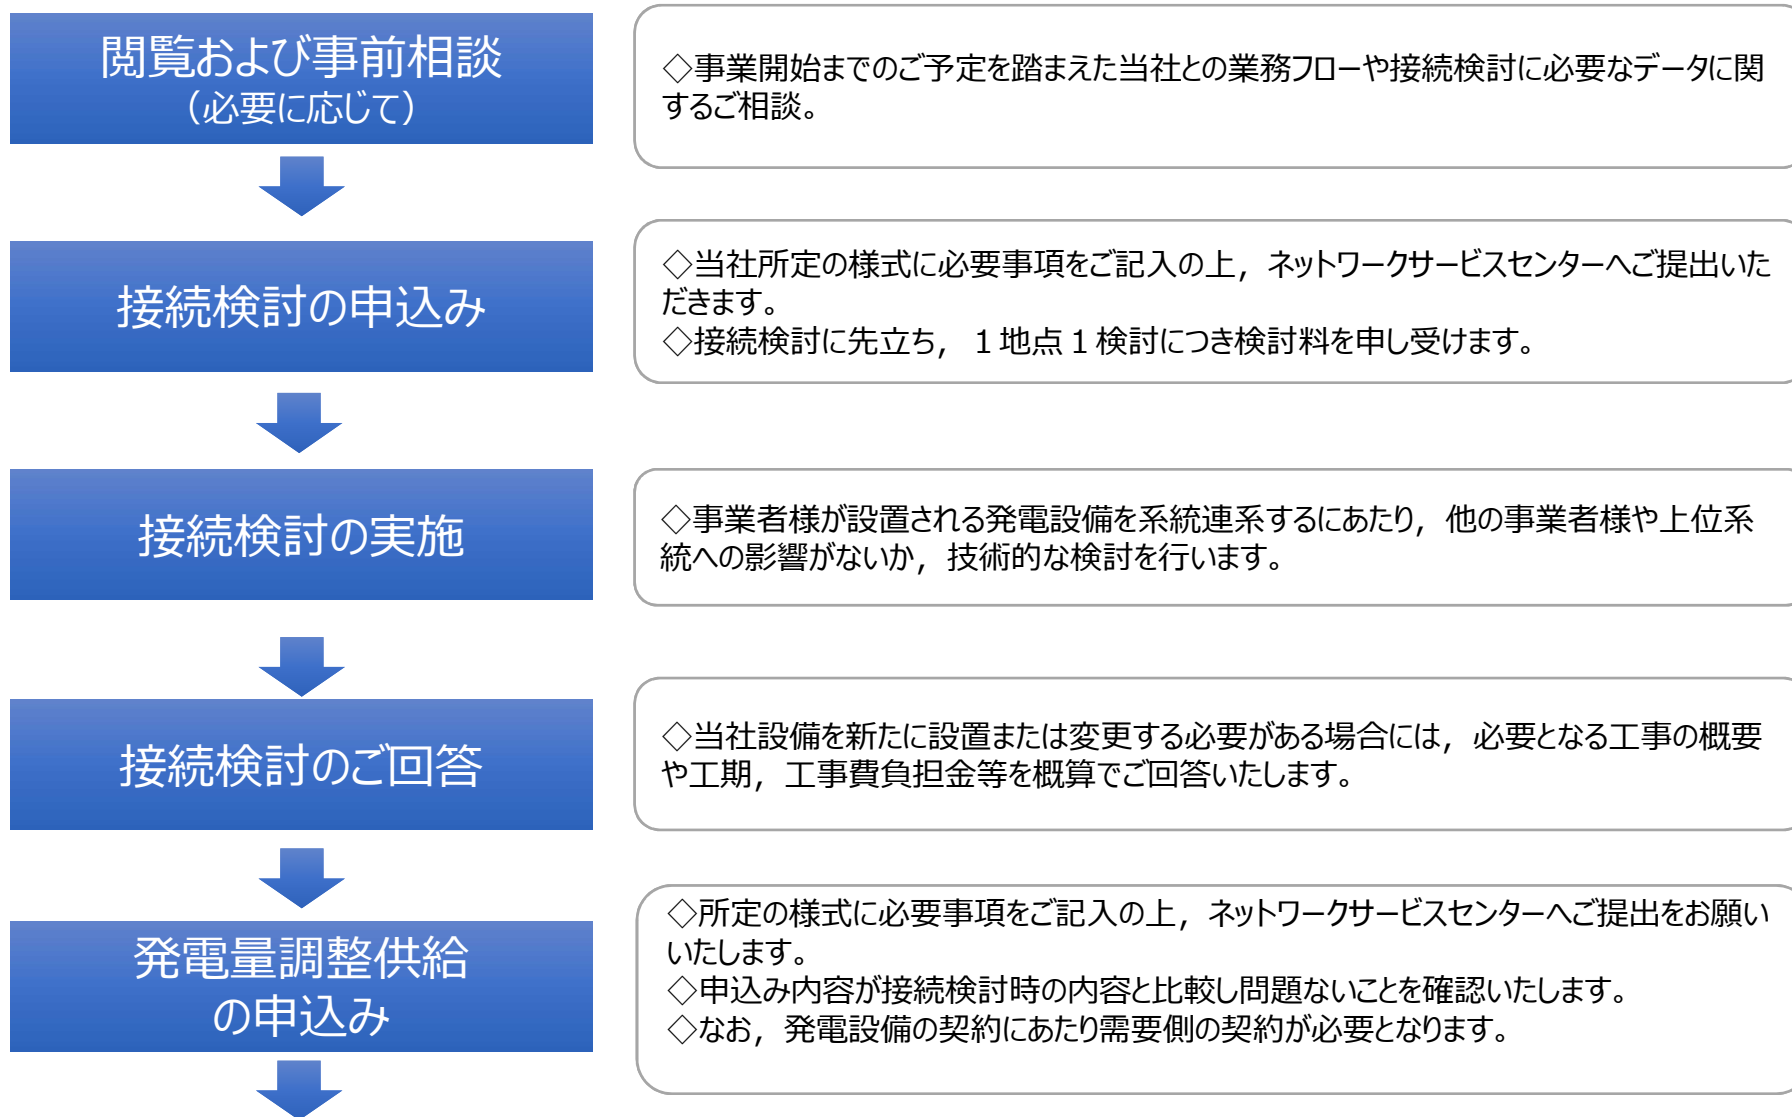 閲覧および事前相談
（必要に応じて）
◇事業開始までのご予定を踏まえた当社との業務フローや接続検討に必要なデータに関
するご相談。
接続検討の申込み
◇当社所定の様式に必要事項をご記入の上，ネットワークサービスセンターへご提出いた
だきます。
◇接続検討に先立ち，１地点１検討につき検討料を申し受けます。
接続検討の実施
◇事業者様が設置される発電設備を系統連系するにあたり，他の事業者様や上位系
統への影響がないか，技術的な検討を行います。
接続検討のご回答
◇当社設備を新たに設置または変更する必要がある場合には，必要となる工事の概要
や工期，工事費負担金等を概算でご回答いたします。
発電量調整供給
の申込み
◇所定の様式に必要事項をご記入の上，ネットワークサービスセンターへご提出をお願い
いたします。
◇申込み内容が接続検討時の内容と比較し問題ないことを確認いたします。
◇なお，発電設備の契約にあたり需要側の契約が必要となります。